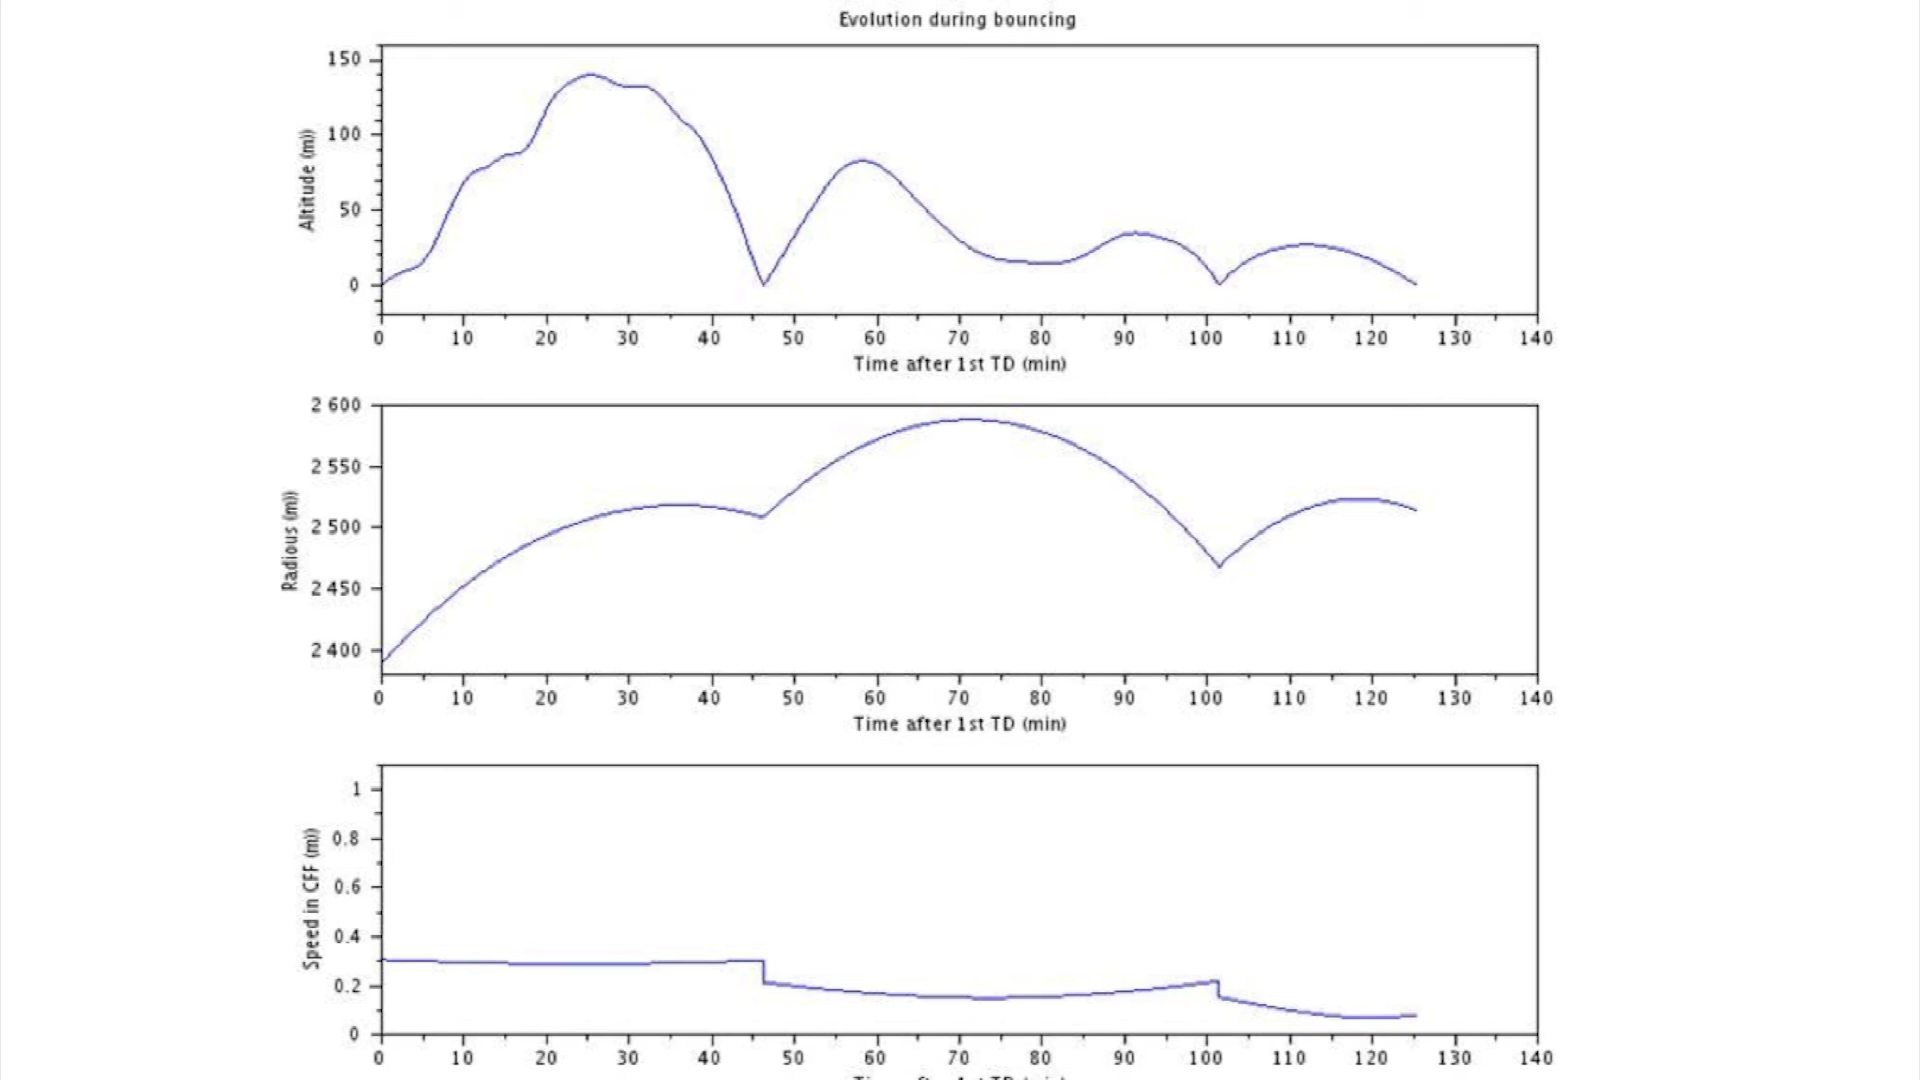 Evolution during bouncing
150
100
50
0
Altitude (m))
0 10 20 30 40 50 60 70 80 90 100 110 120 130 140
Time after 1st TD (min)
2 600
2 550
2 500
2 450
2 400
Radious (m))
0 10 20 30 40 50 60 70 80 90 100 110 120 130 140
Time after 1st TD (min)
1
0.8
0.6
0.4
0.2
0
Speed in CFF (m))
0 10 20 30 40 50 60 70 80 90 100 110 120 130 140